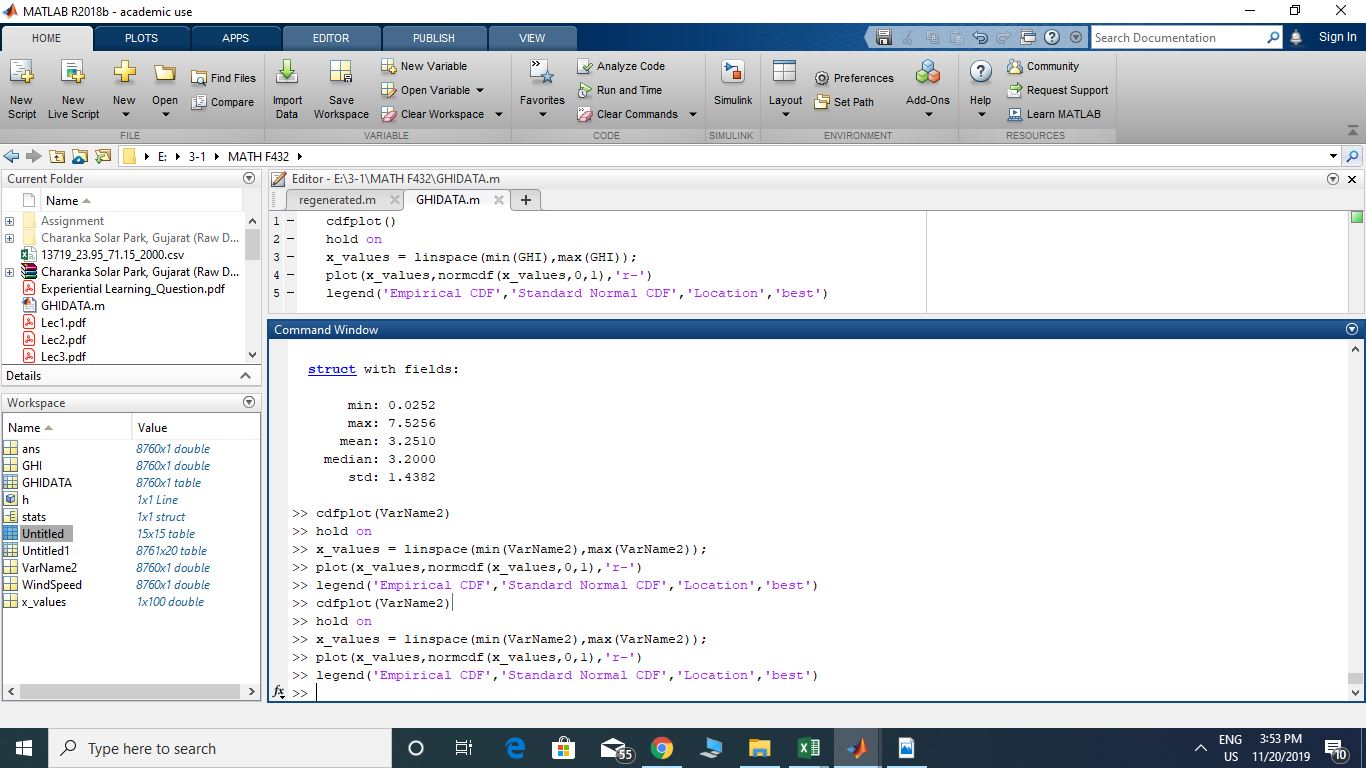 MATLAB R2018b - academic use
HOME PLOTS APPS EDITOR PUBLISH VIEW
Search Documentation
Sign In
New Script
New Live Script
New
Open
Find Files
Compare
FILE
Import Data
Save Workspace
New Variable
Open Variable
Clear Workspace
VARIABLE
Favorites
Analyze Code
Run and Time
Clear Commands
CODE
Simulink
SIMULINK
Layout
Preferences
Set Path
Add-Ons
ENVIRONMENT
Help
Community
Request Support
Learn MATLAB
RESOURCES
E: 3-1 MATH F432
Current Folder
Name
Assignment
Charanka Solar Park, Gujarat (Raw D...
13719_23.95_71.15_2000.csv
Charanka Solar Park, Gujarat (Raw D...
Experiential Learning_Question.pdf
GHIDATA.m
Lec1.pdf
Lec2.pdf
Lec3.pdf
Details
Workspace
Name Value
ans 8760x1 double
GHI 8760x1 double
GHIDATA 8760x1 table
h 1x1 Line
stats 1x1 struct
Untitled 15x15 table
Untitled1 8761x20 table
VarName2 8760x1 double
WindSpeed 8760x1 double
x_values 1x100 double
Editor - E:\3-1\MATH F432\GHIDATA.m
regenerated.m GHIDATA.m +
1 - cdfplot()
2 - hold on
3 - x_values = linspace(min(GHI),max(GHI));
4 - plot(x_values,normcdf(x_values,0,1),'r-')
5 - legend('Empirical CDF','Standard Normal CDF','Location','best')
Command Window
struct with fields:
min: 0.0252
max: 7.5256
mean: 3.2510
median: 3.2000
std: 1.4382
>> cdfplot(VarName2)
>> hold on
>> x_values = linspace(min(VarName2),max(VarName2));
>> plot(x_values,normcdf(x_values,0,1),'r-')
>> legend('Empirical CDF','Standard Normal CDF','Location','best')
>> cdfplot(VarName2)
>> hold on
>> x_values = linspace(min(VarName2),max(VarName2));
>> plot(x_values,normcdf(x_values,0,1),'r-')
>> legend('Empirical CDF','Standard Normal CDF','Location','best')
fx >>
Type here to search
55
ENG
US
3:53 PM
11/20/2019
10